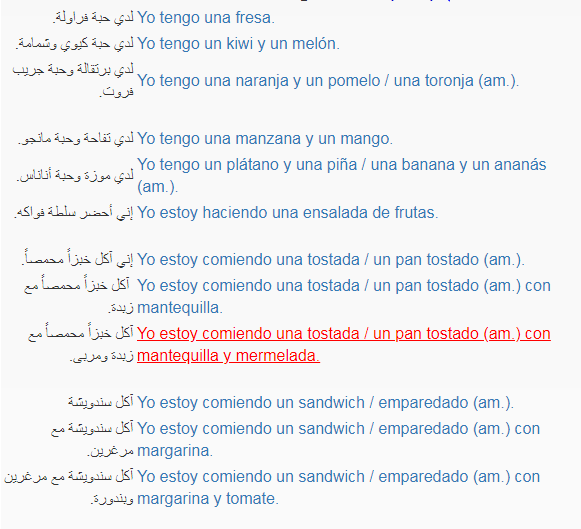 لدي حبة فراولة. Yo tengo una fresa.
لدي حبة كيوي وشمامة. Yo tengo un kiwi y un melón.
لدي برتقالة وحبة جريب
فروت. Yo tengo una naranja y un pomelo / una toronja (am.).
لدي تفاحة وحبة مانجو. Yo tengo una manzana y un mango.
لدي موزة وحبة أناناس. Yo tengo un plátano y una piña / una banana y un ananás
(am.).
إني أحضر سلطة فواكه. Yo estoy haciendo una ensalada de frutas.
إني آكل خبزاً محمصاً. Yo estoy comiendo una tostada / un pan tostado (am.).
آكل خبزاً محمصاً مع Yo estoy comiendo una tostada / un pan tostado (am.) con
زبدة. mantequilla.
آكل خبزاً محمصاً مع Yo estoy comiendo una tostada / un pan tostado (am.) con
زبدة ومربى. mantequilla y mermelada.
آكل سندويشة Yo estoy comiendo un sandwich / emparedado (am.).
آكل سندويشة مع Yo estoy comiendo un sandwich / emparedado (am.) con
مرغرين. margarina.
آكل سندويشة مع مرغرين Yo estoy comiendo un sandwich / emparedado (am.) con
وبندورة. margarina y tomate.